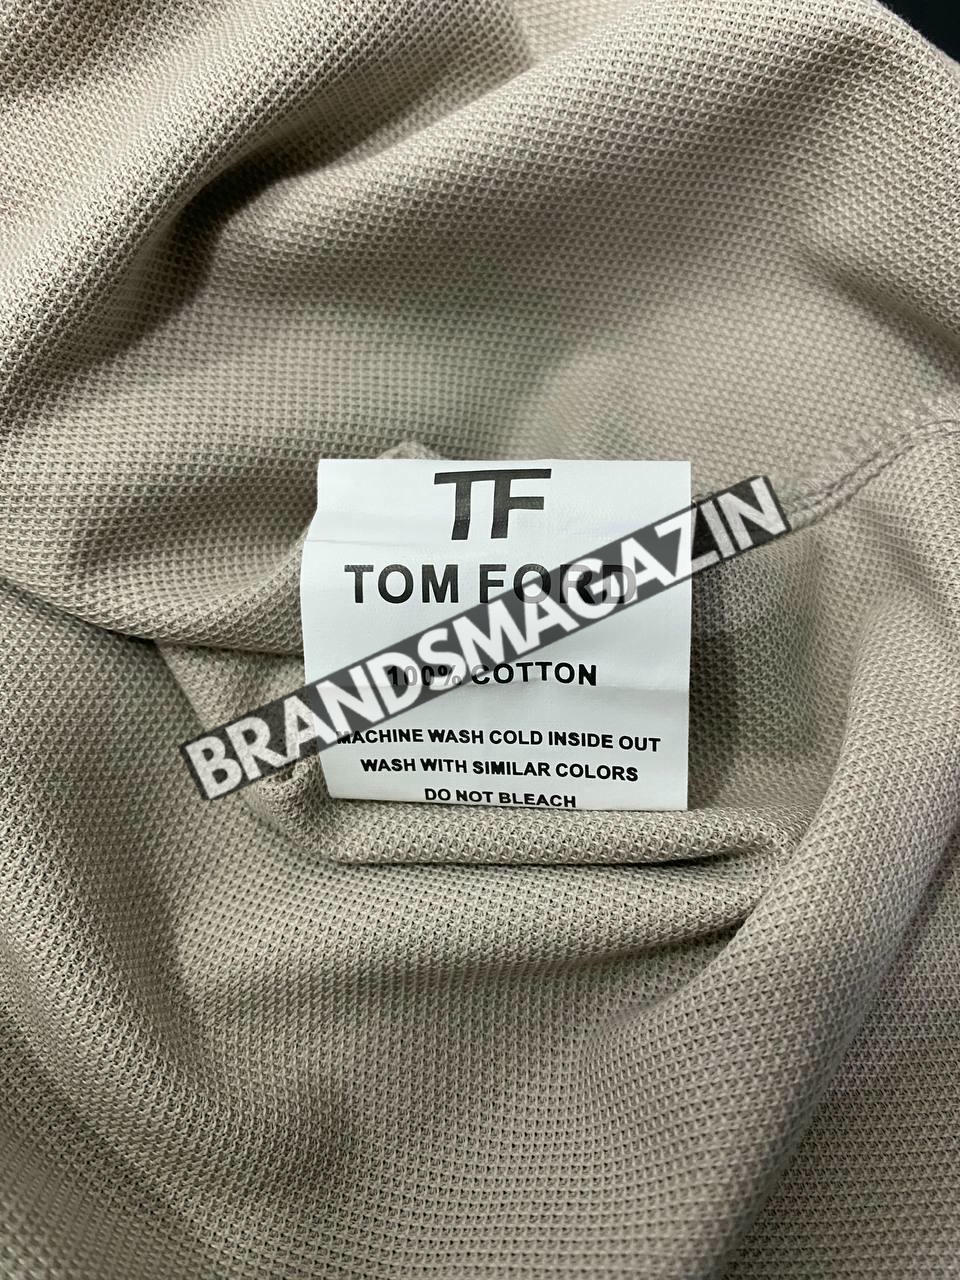 TF
TOM FORD
BRANDSMAGAZIN
100% COTTON
MACHINE WASH COLD INSIDE OUT
WASH WITH SIMILAR COLORS
DO NOT BLEACH